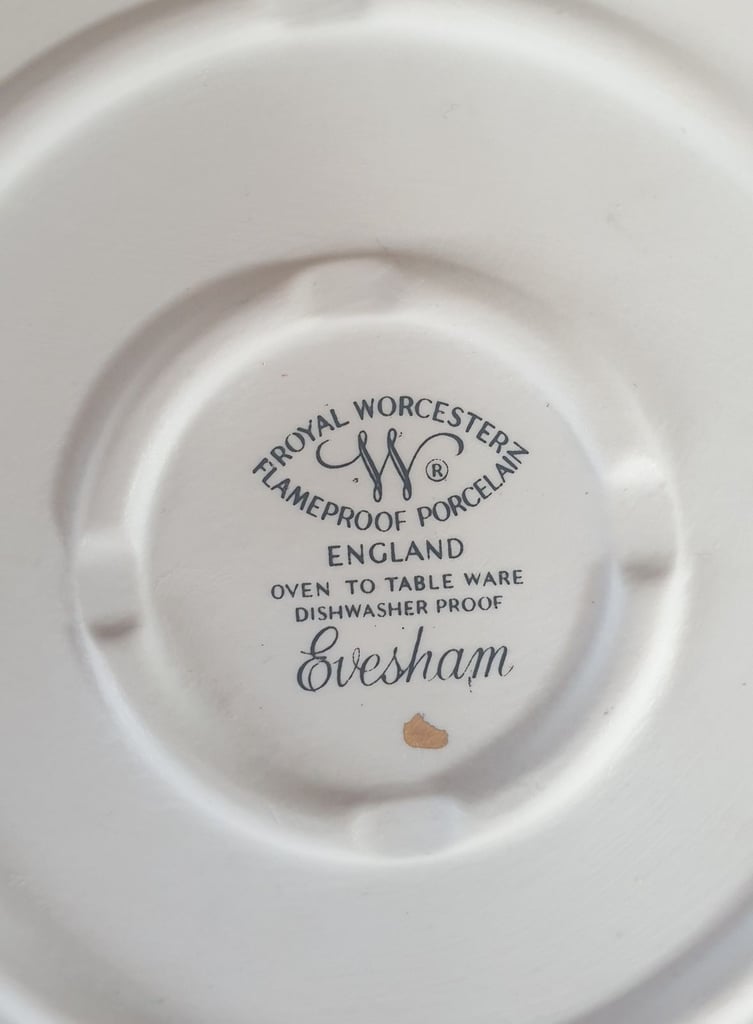 ROYAL WORCESTER
W ®
FLAMEPROOF PORCELAIN
ENGLAND
OVEN TO TABLE WARE
DISHWASHER PROOF
Evesham